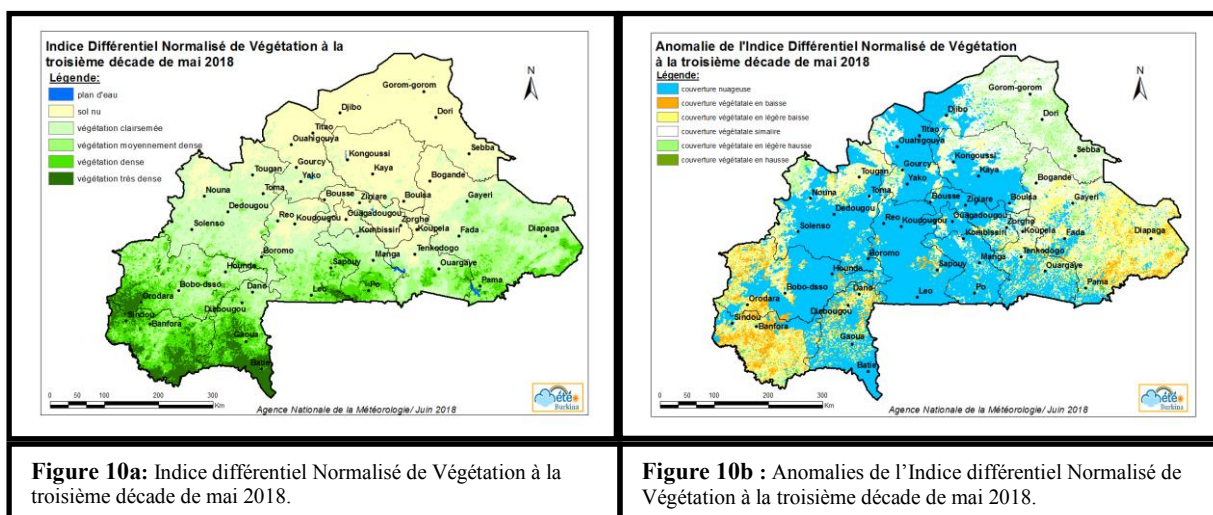 Indice Différentiel Normalisé de Végétation à la
troisième décade de mai 2018
Légende:
plan d'eau
sol nu
végétation clairsemée
végétation moyennement dense
végétation dense
végétation très dense
N
Gorom-gorom
Djibo
Dori
Titao
Ouahigouya
Kongoussi
Sebba
Gourcy
Kaya
Tougan
Yako
Bogande
Nouna
Toma
Bousse
Ziniare
Boulsa
Gayeri
Dedougou
Ouagadougou
Reo
Koudougou
Zorghe
Solenso
Kombissiri
Koupela
Fada
Diapaga
Boromo
Manga
Tenkodogo
Sapouy
Ouargaye
Hounde
Pama
Bobo-dsso
Dano
Leo
Po
Orodara
Diebougou
Sindou
Banfora
Gaoua
Batie
0 50 100 200 300
Km
Agence Nationale de la Météorologie/ Juin 2018
météo
Burkina
Anomalie de l'Indice Différentiel Normalisé de Végétation
à la troisième décade de mai 2018
Légende:
couverture nuageuse
couverture végétale en baisse
couverture végétale en légère baisse
couverture végétale simaire
couverture végétale en légère hausse
couverture végétale en hausse
N
Gorom-gorom
Djibo
Dori
Titao
Ouahigouya
Kongoussi
Sebba
Gourcy
Kaya
Tougan
Yako
Bogande
Nouna
Toma
Bousse
Ziniare
Boulsa
Gayeri
Dedougou
Ouagadougou
Reo
Koudougou
Zorghe
Solenso
Kombissiri
Koupela
Fada
Diapaga
Boromo
Manga
Tenkodogo
Sapouy
Ouargaye
Hounde
Pama
Bobo-dsso
Dano
Leo
Po
Orodara
Diebougou
Sindou
Banfora
Gaoua
Batie
0 50 100 200 300
Km
Agence Nationale de la Météorologie/ Juin 2018
météo
Burkina
Figure 10a: Indice différentiel Normalisé de Végétation à la
troisième décade de mai 2018.
Figure 10b : Anomalies de l'Indice différentiel Normalisé de
Végétation à la troisième décade de mai 2018.